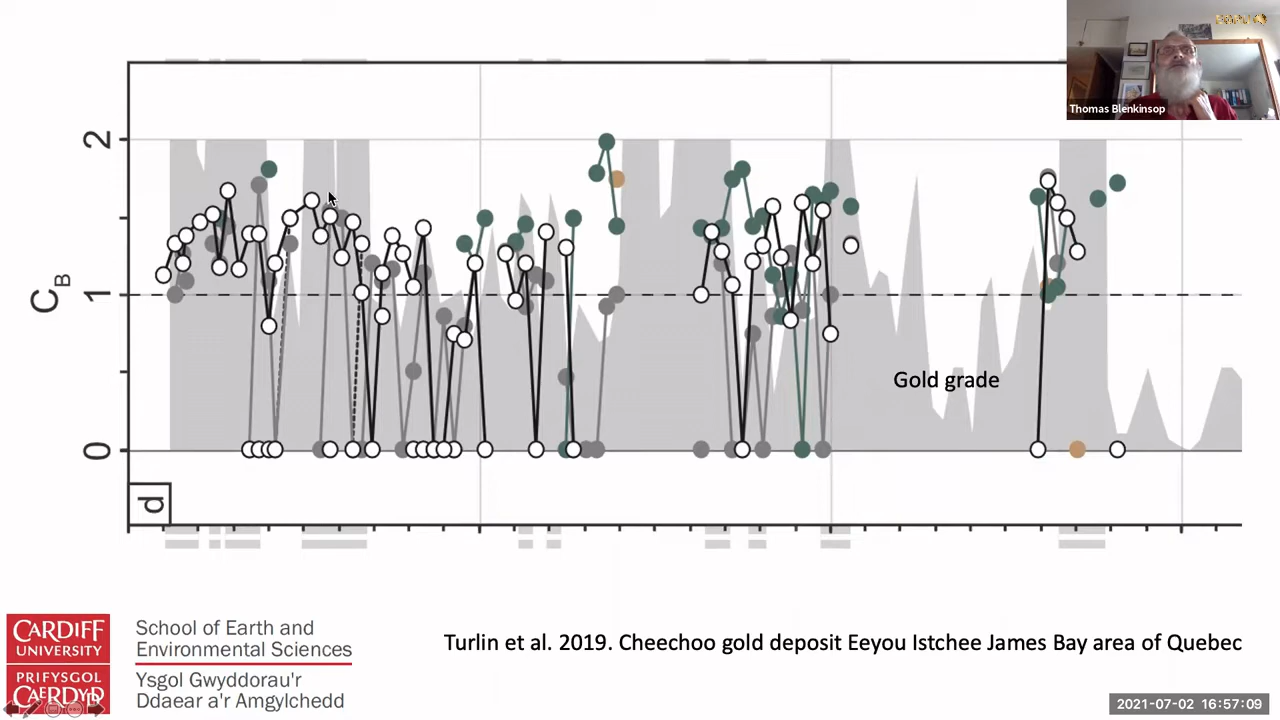 Thomas Blenkinsop
2
1
0
C_B
Gold grade
d
CARDIFF
UNIVERSITY
PRIFYSGOL
CAERDYDD
School of Earth and
Environmental Sciences
Ysgol Gwyddorau'r
Ddaear a'r Amgylchedd
Turlin et al. 2019. Cheechoo gold deposit Eeyou Istchee James Bay area of Quebec
2021-07-02 16:57:09